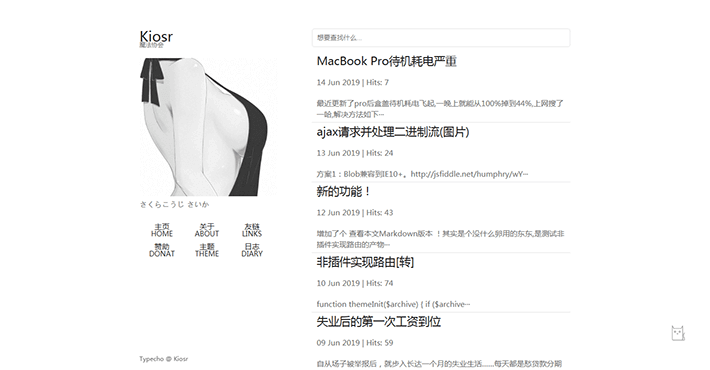 Kiosr
魔法协会
さくらこうじ さいか
主页
HOME
关于
ABOUT
友链
LINKS
赞助
DONAT
主题
THEME
日志
DIARY
Typecho @ Kiosr
想要查找什么...
MacBook Pro待机耗电严重
14 Jun 2019 | Hits: 7
最近更新了pro后盒盖待机耗电飞起,一晚上就能从100%掉到44%,上网搜了
一哈,解决方法如下···
ajax请求并处理二进制流(图片)
13 Jun 2019 | Hits: 24
方案1：Blob兼容到IE10+。http://jsfiddle.net/humphry/wY···
新的功能！
12 Jun 2019 | Hits: 43
增加了个 查看本文Markdown版本 ！其实是个没什么卵用的东东,是测试非
插件实现路由的产物···
非插件实现路由[转]
10 Jun 2019 | Hits: 74
function themeInit($archive) { if ($archive···
失业后的第一次工资到位
09 Jun 2019 | Hits: 59
自从场子被举报后，就步入长达一个月的失业生活......每天都是愁贷款分期